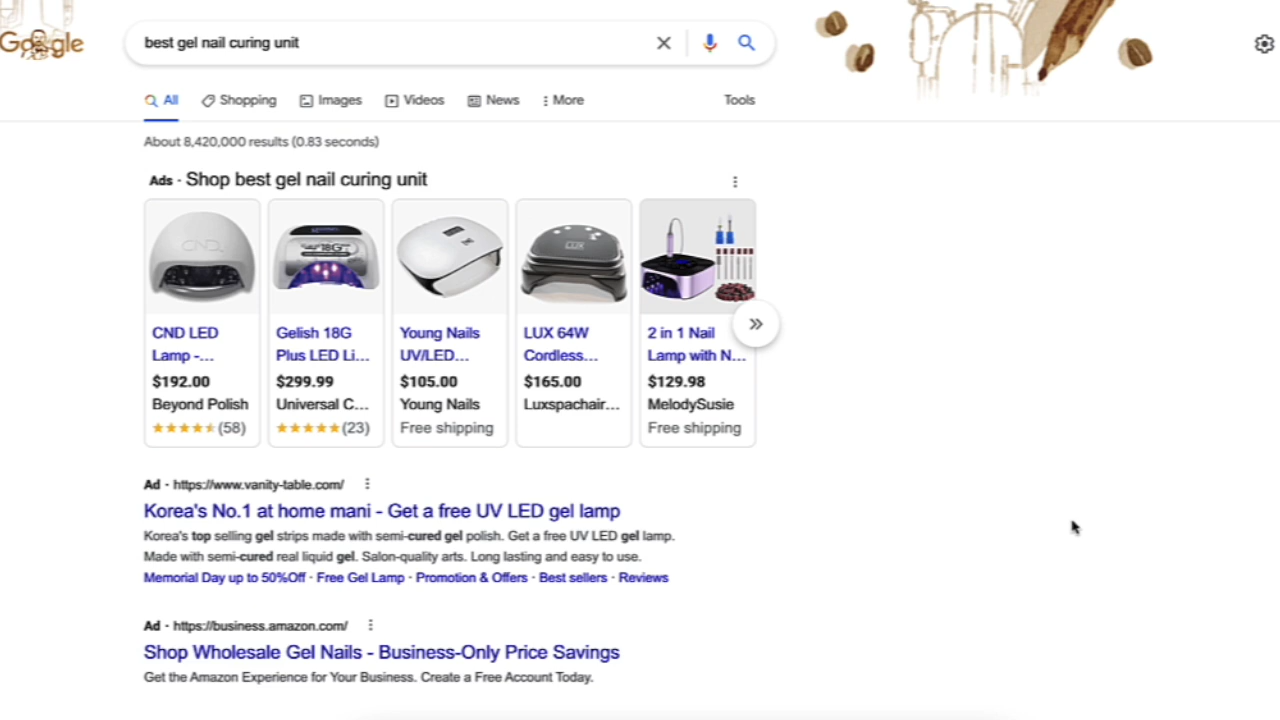 Google
best gel nail curing unit
All Shopping Images Videos News More Tools
About 8,420,000 results (0.83 seconds)
Ads · Shop best gel nail curing unit
CND
18G
LUX
CND LED
Lamp -...
$192.00
Beyond Polish
(58)
Gelish 18G
Plus LED Li...
$299.99
Universal C...
(23)
Young Nails
UV/LED...
$105.00
Young Nails
Free shipping
LUX 64W
Cordless...
$165.00
Luxspachair...
2 in 1 Nail
Lamp with N...
$129.98
MelodySusie
Free shipping
Ad · https://www.vanity-table.com/
Korea's No.1 at home mani - Get a free UV LED gel lamp
Korea's top selling gel strips made with semi-cured gel polish. Get a free UV LED gel lamp.
Made with semi-cured real liquid gel. Salon-quality arts. Long lasting and easy to use.
Memorial Day up to 50%Off · Free Gel Lamp · Promotion & Offers · Best sellers · Reviews
Ad · https://business.amazon.com/
Shop Wholesale Gel Nails - Business-Only Price Savings
Get the Amazon Experience for Your Business. Create a Free Account Today.